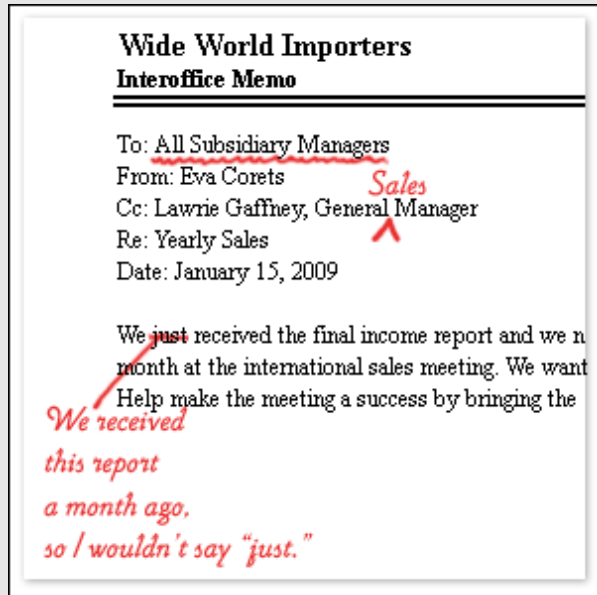 Wide World Importers
Interoffice Memo
To: All Subsidiary Managers
From: Eva Corets
Sales
Cc: Lawrie Gaffney, General Manager
Re: Yearly Sales
Date: January 15, 2009
We just received the final income report and we n
month at the international sales meeting. We want
Help make the meeting a success by bringing the
We received
this report
a month ago,
so I wouldn't say "just."